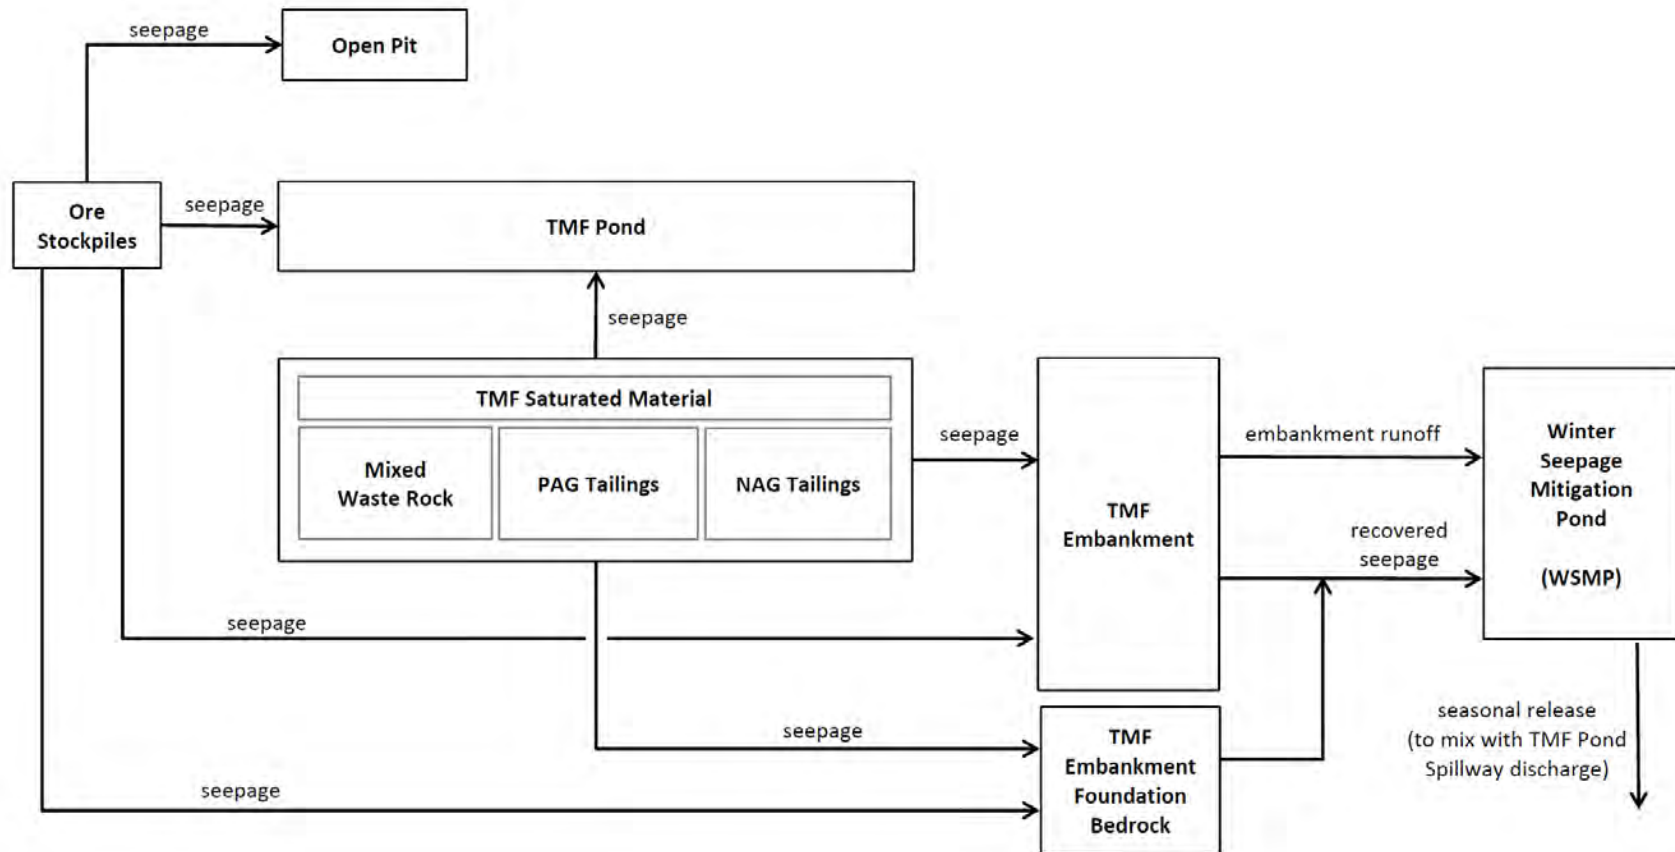 seepage
Open Pit
Ore
Stockpiles
seepage
TMF Pond
seepage
TMF Saturated Material
Mixed
Waste Rock
PAG Tailings
NAG Tailings
seepage
TMF
Embankment
embankment runoff
recovered
seepage
Winter
Seepage
Mitigation
Pond
(WSMP)
seepage
seepage
TMF
Embankment
Foundation
Bedrock
seasonal release
(to mix with TMF Pond
Spillway discharge)
seepage